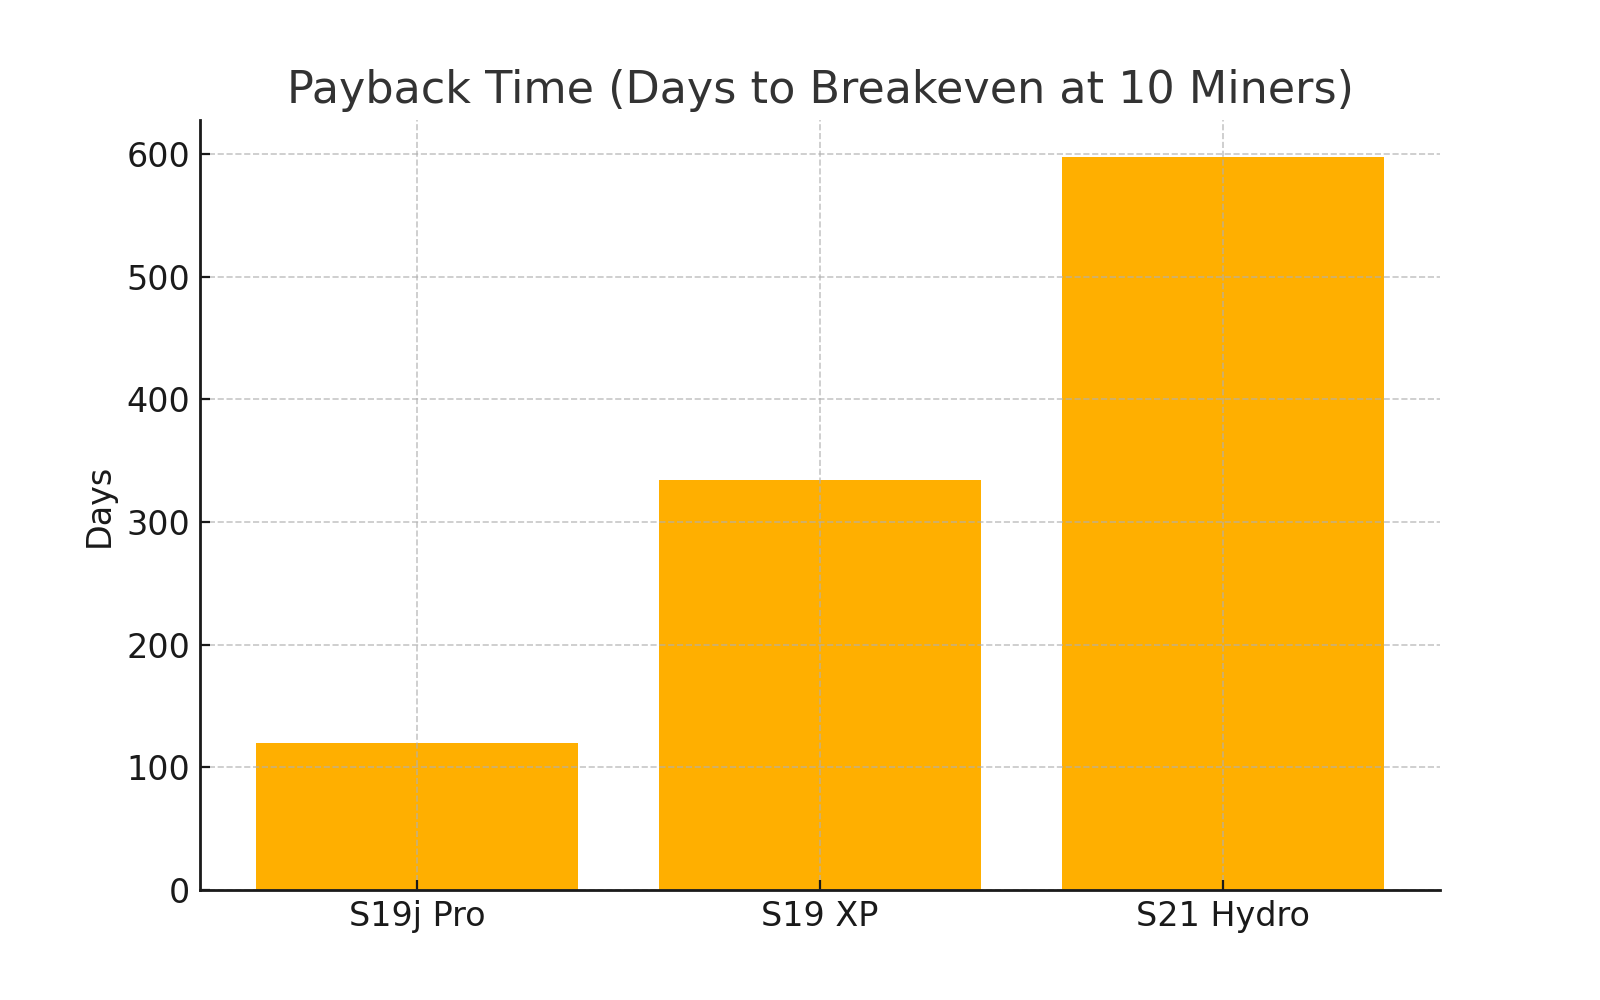 Payback Time (Days to Breakeven at 10 Miners)
600
500
400
300
200
100
0
Days
S19j Pro
S19 XP
S21 Hydro